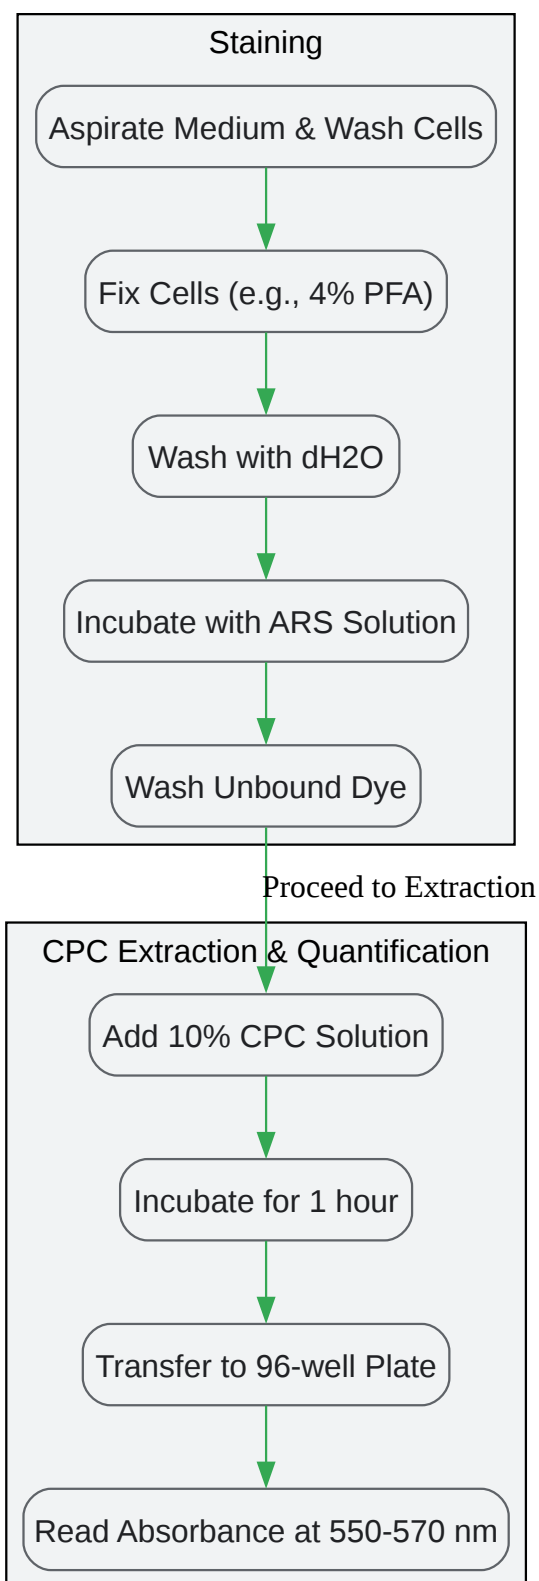 Staining
Aspirate Medium & Wash Cells
Fix Cells (e.g., 4% PFA)
Wash with dH2O
Incubate with ARS Solution
Wash Unbound Dye
Proceed to Extraction
CPC Extraction & Quantification
Add 10% CPC Solution
Incubate for 1 hour
Transfer to 96-well Plate
Read Absorbance at 550-570 nm